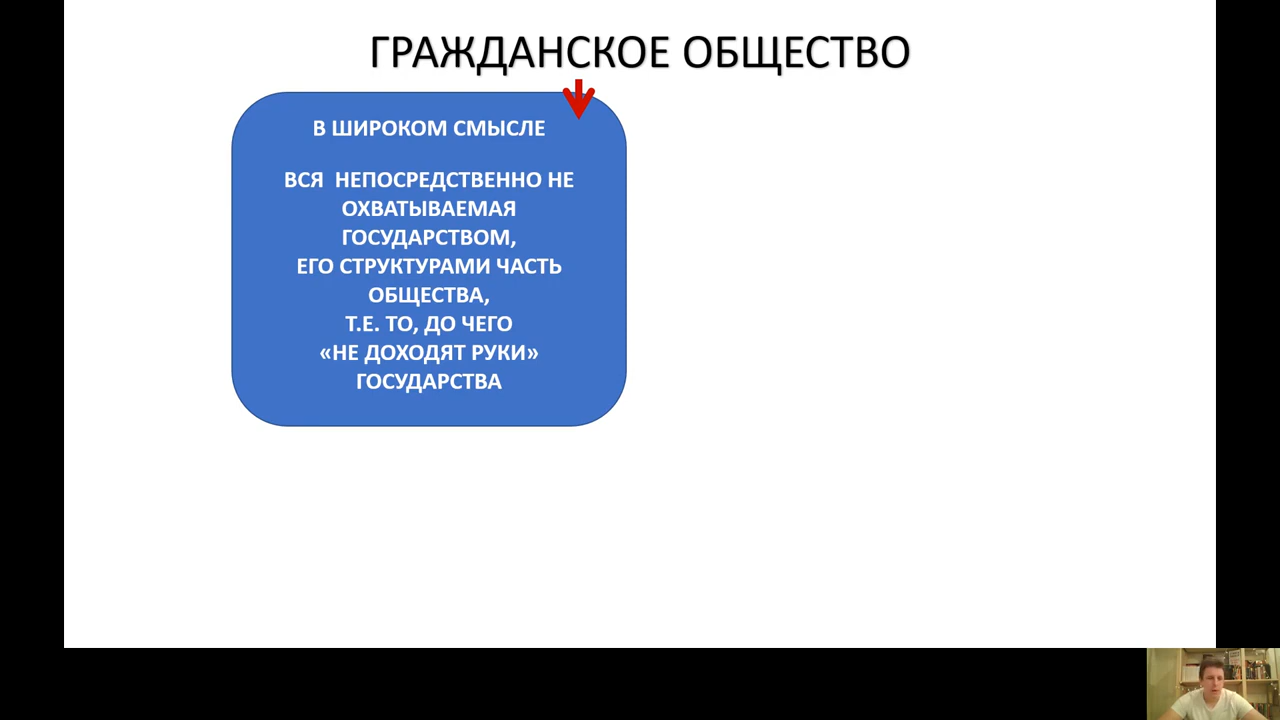 ГРАЖДАНСКОЕ ОБЩЕСТВО
В ШИРОКОМ СМЫСЛЕ
ВСЯ НЕПОСРЕДСТВЕННО НЕ
ОХВАТЫВАЕМАЯ
ГОСУДАРСТВОМ,
ЕГО СТРУКТУРАМИ ЧАСТЬ
ОБЩЕСТВА,
Т.Е. ТО, ДО ЧЕГО
«НЕ ДОХОДЯТ РУКИ»
ГОСУДАРСТВА